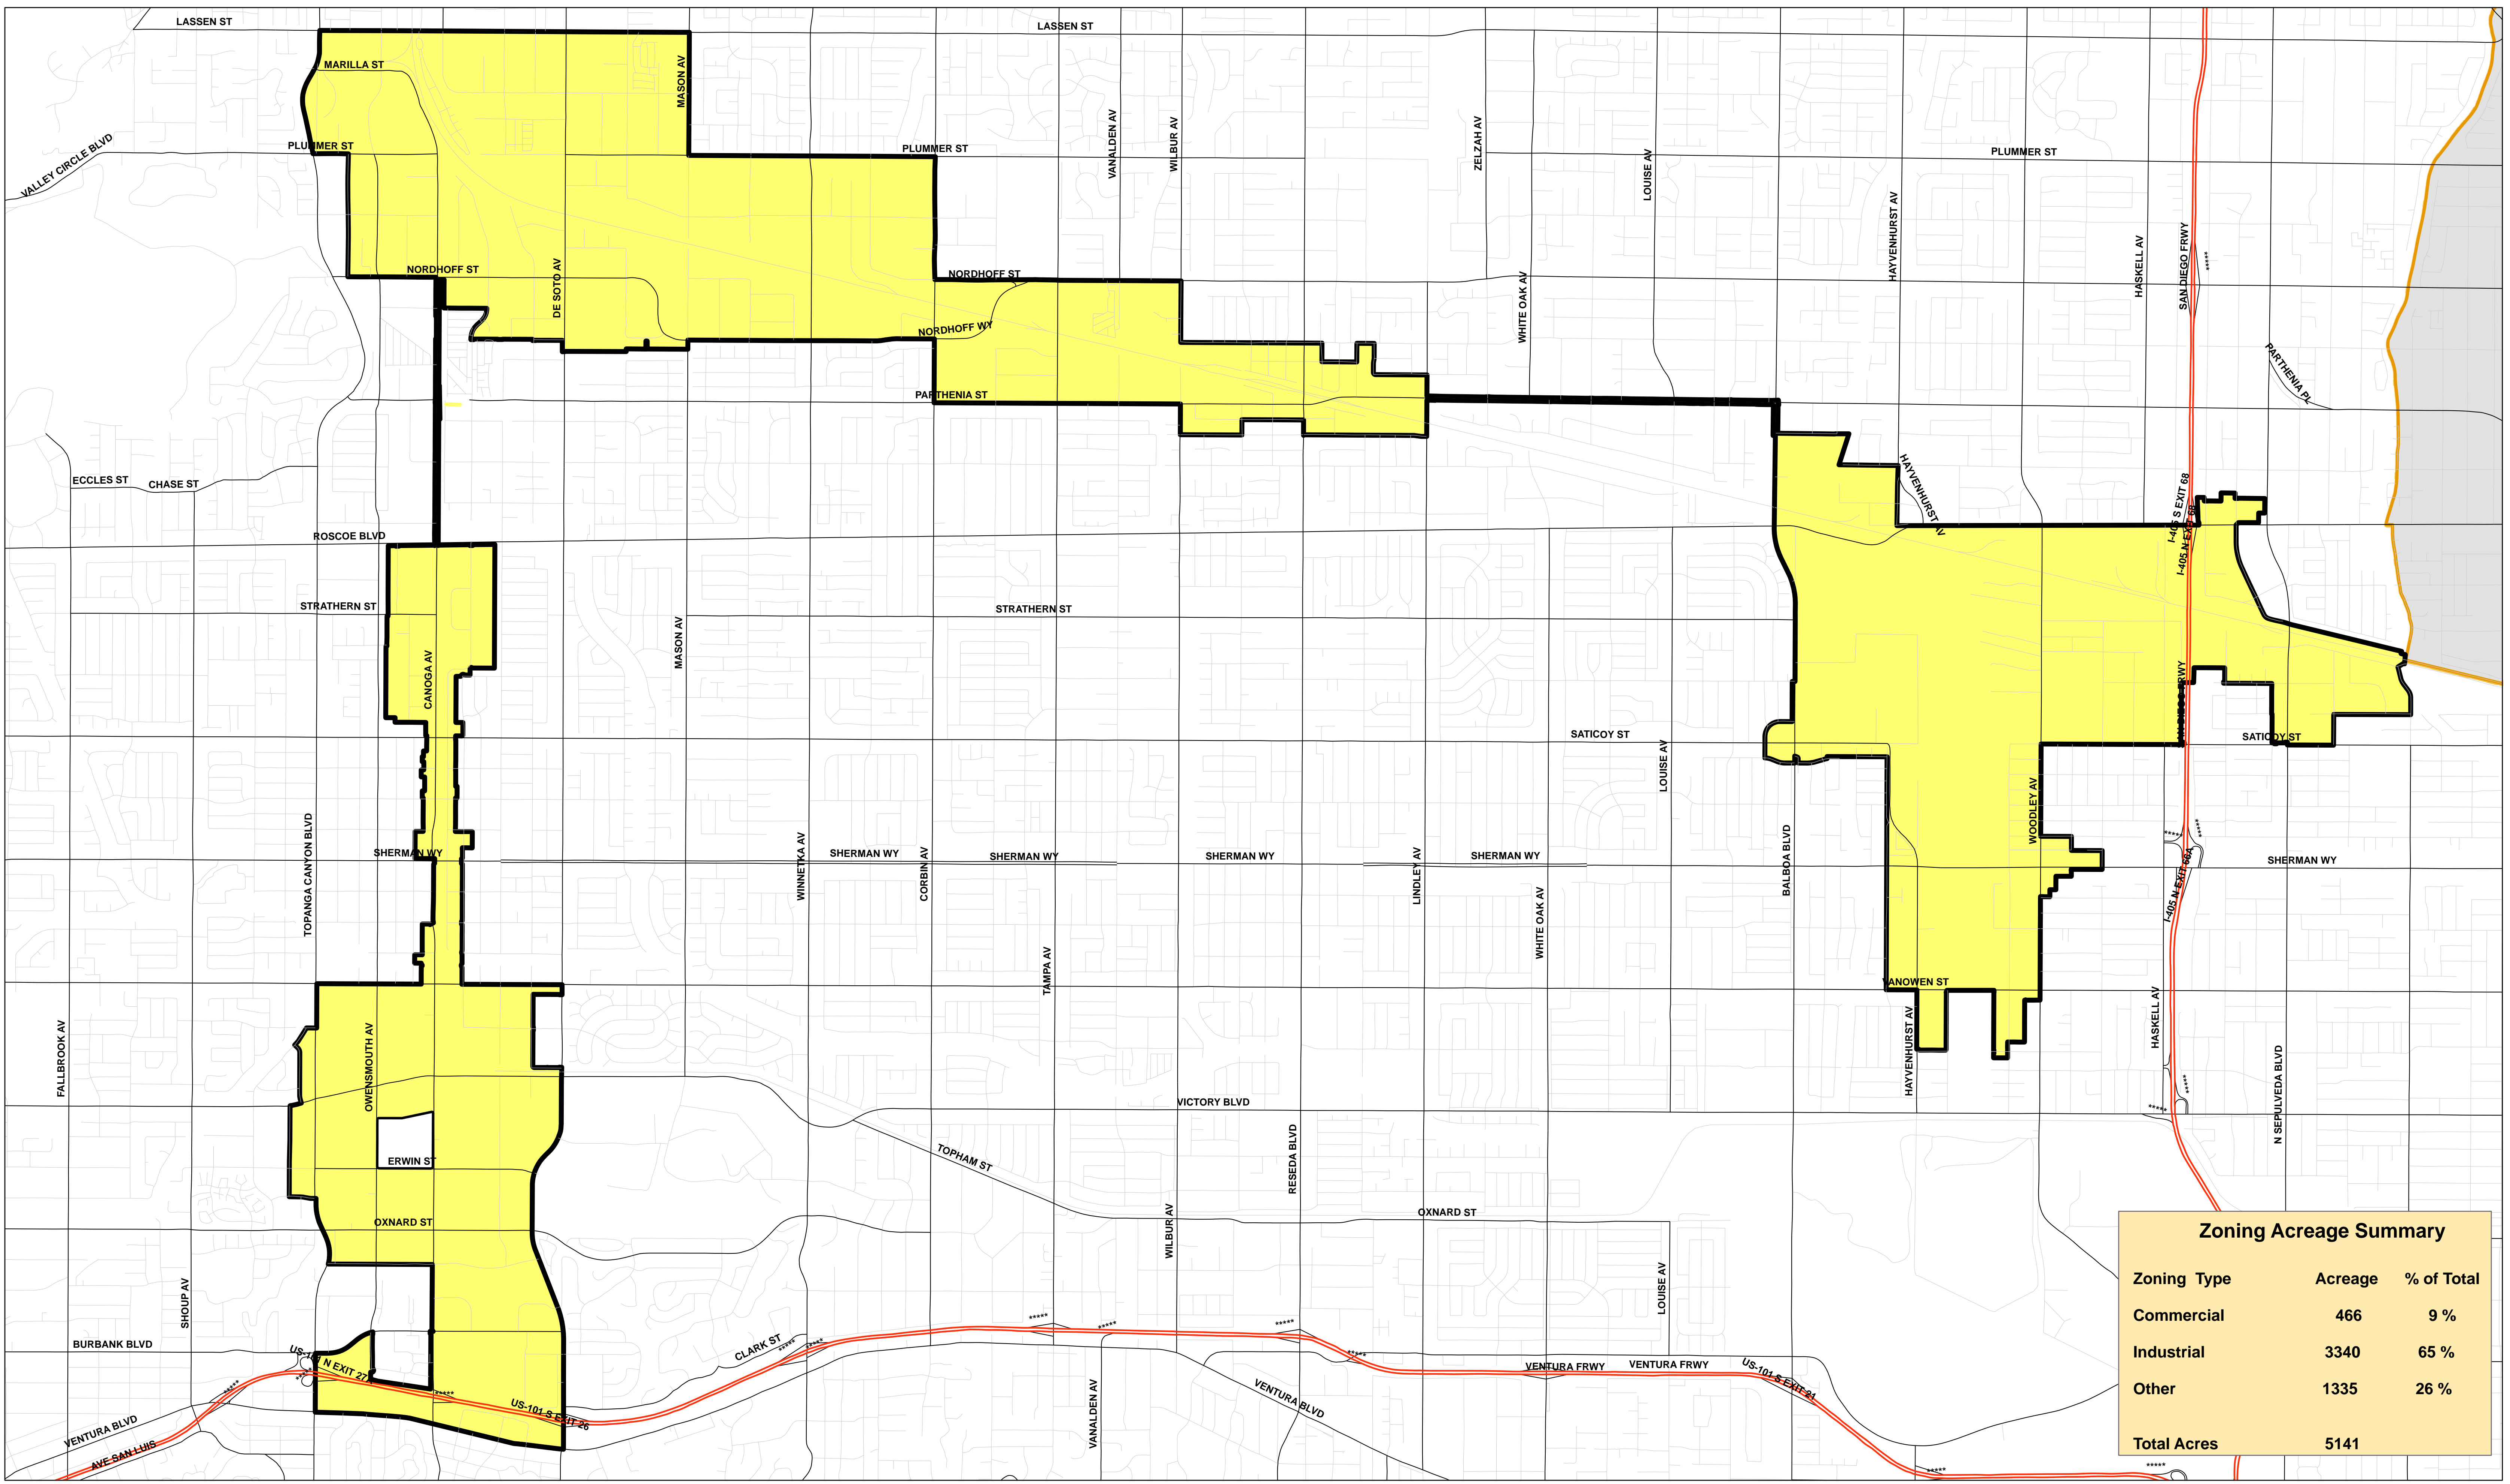 LASSEN ST
LASSEN ST
MARILLA ST
MASON AV
VALLEY CIRCLE BLVD
PLUMMER ST
PLUMMER ST
VANALDEN AV
WILBUR AV
ZELZAH AV
LOUISE AV
PLUMMER ST
HAYVENHURST AV
HASKELL AV
SAN DIEGO FRWY
*****
NORDHOFF ST
DE SOTO AV
NORDHOFF ST
NORDHOFF WY
WHITE OAK AV
PARTHENIA PL
PARTHENIA ST
ECCLES ST
CHASE ST
HAYVENHURST AV
I-405 S EXIT 68
I-405 N EXIT 68
ROSCOE BLVD
STRATHERN ST
STRATHERN ST
MASON AV
CANOGA AV
SAN DIEGO FRWY
SATICOY ST
SATICOY ST
LOUISE AV
WOODLEY AV
TOPANGA CANYON BLVD
SHERMAN WY
WINNETKA AV
SHERMAN WY
CORBIN AV
SHERMAN WY
SHERMAN WY
LINDLEY AV
SHERMAN WY
BALBOA BLVD
*****
*****
SHERMAN WY
I-405 N EXIT 66A
WHITE OAK AV
TAMPA AV
VANOWEN ST
FALLBROOK AV
OWENSMOUTH AV
HAYVENHURST AV
HASKELL AV
N SEPULVEDA BLVD
*****
*****
VICTORY BLVD
ERWIN ST
TOPHAM ST
RESEDA BLVD
WILBUR AV
OXNARD ST
OXNARD ST
SHOUP AV
LOUISE AV
BURBANK BLVD
US-101 N EXIT 27A
*****
*****
*****
US-101 S EXIT 26
CLARK ST
*****
*****
*****
*****
*****
*****
VENTURA FRWY
VENTURA FRWY
US-101 S EXIT 21
VENTURA BLVD
AVE SAN LUIS
VANALDEN AV
VENTURA BLVD
*****
*****
Zoning Acreage Summary
Zoning Type Acreage % of Total
Commercial 466 9 %
Industrial 3340 65 %
Other 1335 26 %
Total Acres 5141